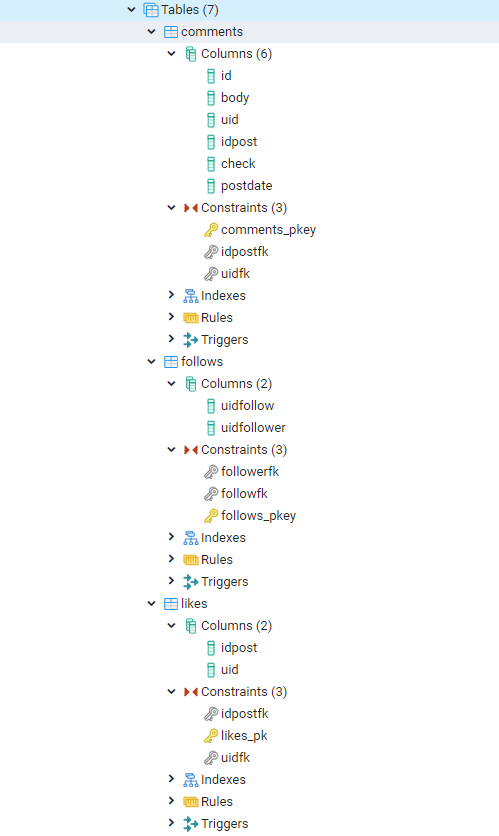 Tables (7)
comments
Columns (6)
id
body
uid
idpost
check
postdate
Constraints (3)
comments_pkey
idpostfk
uidfk
Indexes
Rules
Triggers
follows
Columns (2)
uidfollow
uidfollower
Constraints (3)
followerfk
followfk
follows_pkey
Indexes
Rules
Triggers
likes
Columns (2)
idpost
uid
Constraints (3)
idpostfk
likes_pk
uidfk
Indexes
Rules
Triggers